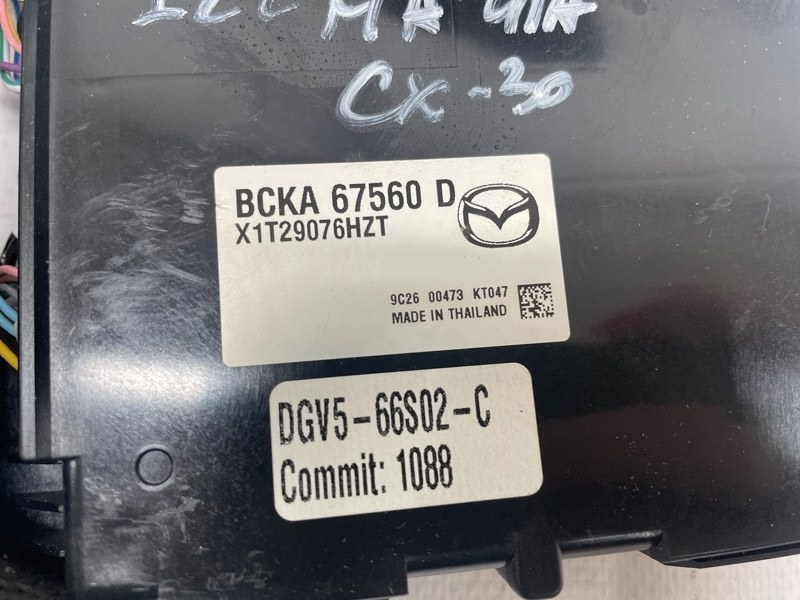 CX-30
BCKA 67560 D
X1T29076HZT
9C26 00473 KT047
MADE IN THAILAND
DGV5-66S02-C
Commit: 1088